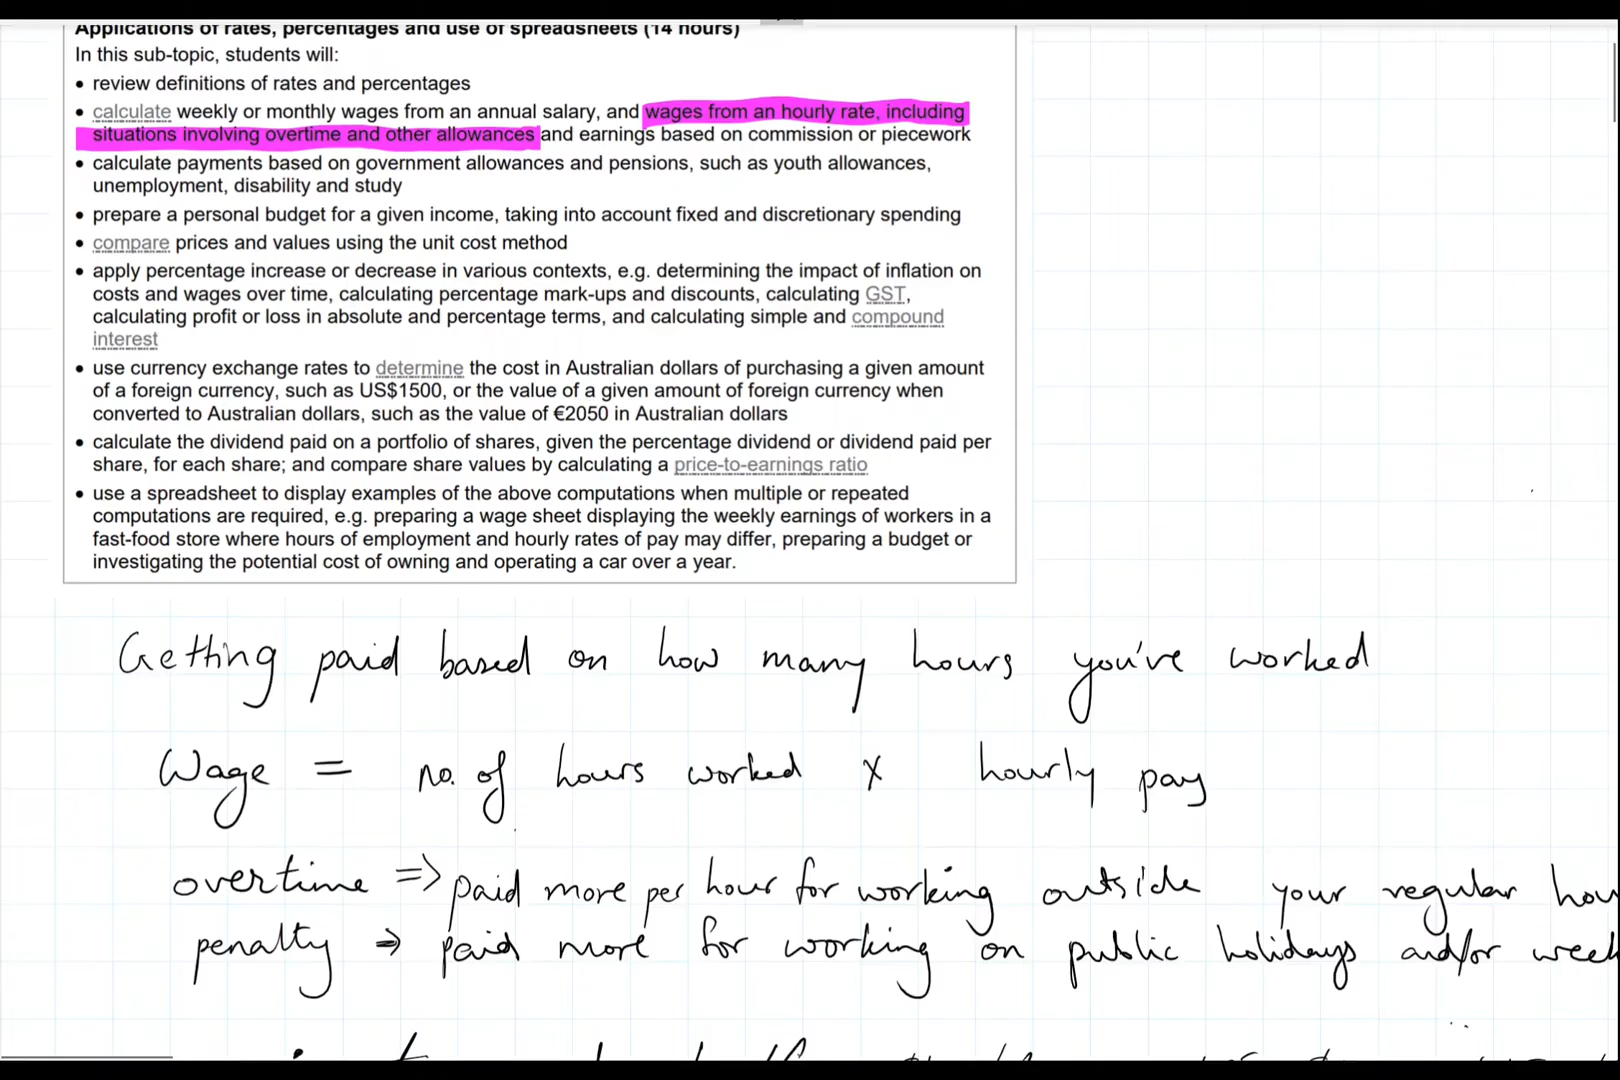 Applications of rates, percentages and use of spreadsheets (14 hours)
In this sub-topic, students will:
• review definitions of rates and percentages
• calculate weekly or monthly wages from an annual salary, and wages from an hourly rate, including
situations involving overtime and other allowances and earnings based on commission or piecework
• calculate payments based on government allowances and pensions, such as youth allowances,
unemployment, disability and study
• prepare a personal budget for a given income, taking into account fixed and discretionary spending
• compare prices and values using the unit cost method
• apply percentage increase or decrease in various contexts, e.g. determining the impact of inflation on
costs and wages over time, calculating percentage mark-ups and discounts, calculating GST,
calculating profit or loss in absolute and percentage terms, and calculating simple and compound
interest
• use currency exchange rates to determine the cost in Australian dollars of purchasing a given amount
of a foreign currency, such as US$1500, or the value of a given amount of foreign currency when
converted to Australian dollars, such as the value of €2050 in Australian dollars
• calculate the dividend paid on a portfolio of shares, given the percentage dividend or dividend paid per
share, for each share; and compare share values by calculating a price-to-earnings ratio
• use a spreadsheet to display examples of the above computations when multiple or repeated
computations are required, e.g. preparing a wage sheet displaying the weekly earnings of workers in a
fast-food store where hours of employment and hourly rates of pay may differ, preparing a budget or
investigating the potential cost of owning and operating a car over a year.
Getting paid based on how many hours you've worked
Wage = no. of hours worked x hourly pay
overtime => paid more per hour for working outside your regular hou
penalty => paid more for working on public holidays and/or week